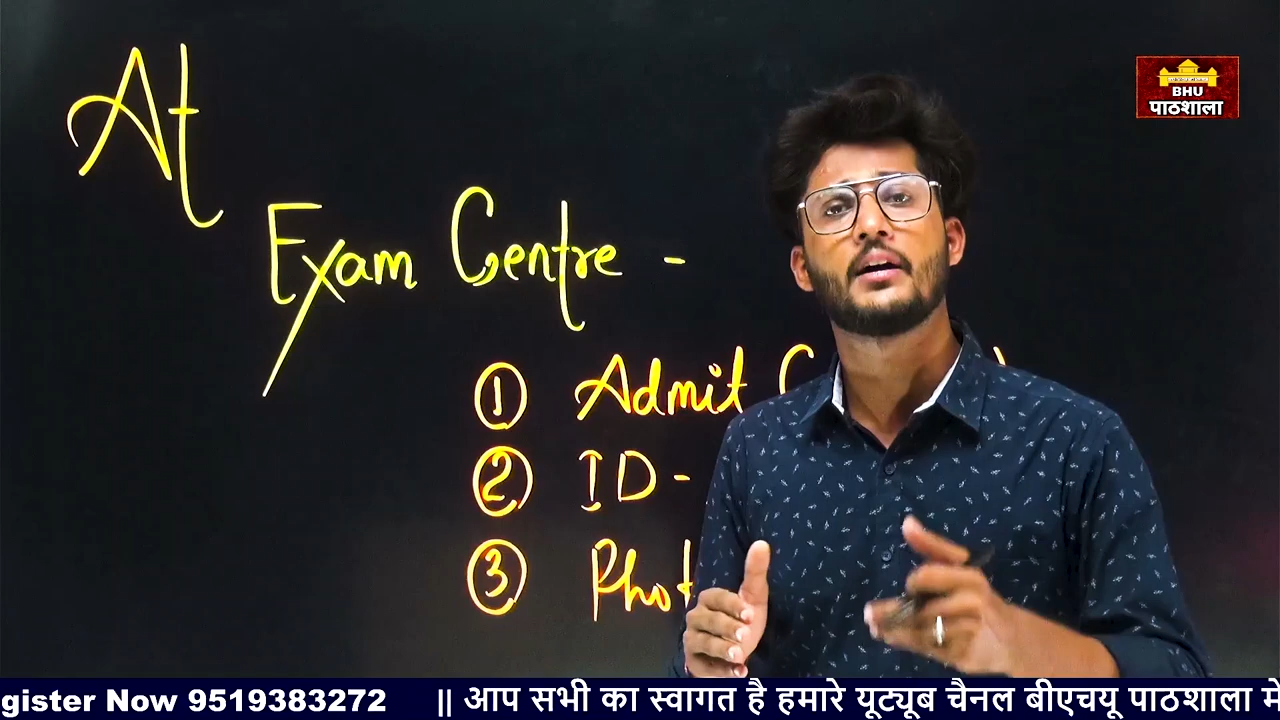 At
BHU
पाठशाला
Exam Centre -
① Admit
② ID -
③ Phot
gister Now 9519383272 || आप सभी का स्वागत है हमारे यूट्यूब चैनल बीएचयू पाठशाला मे